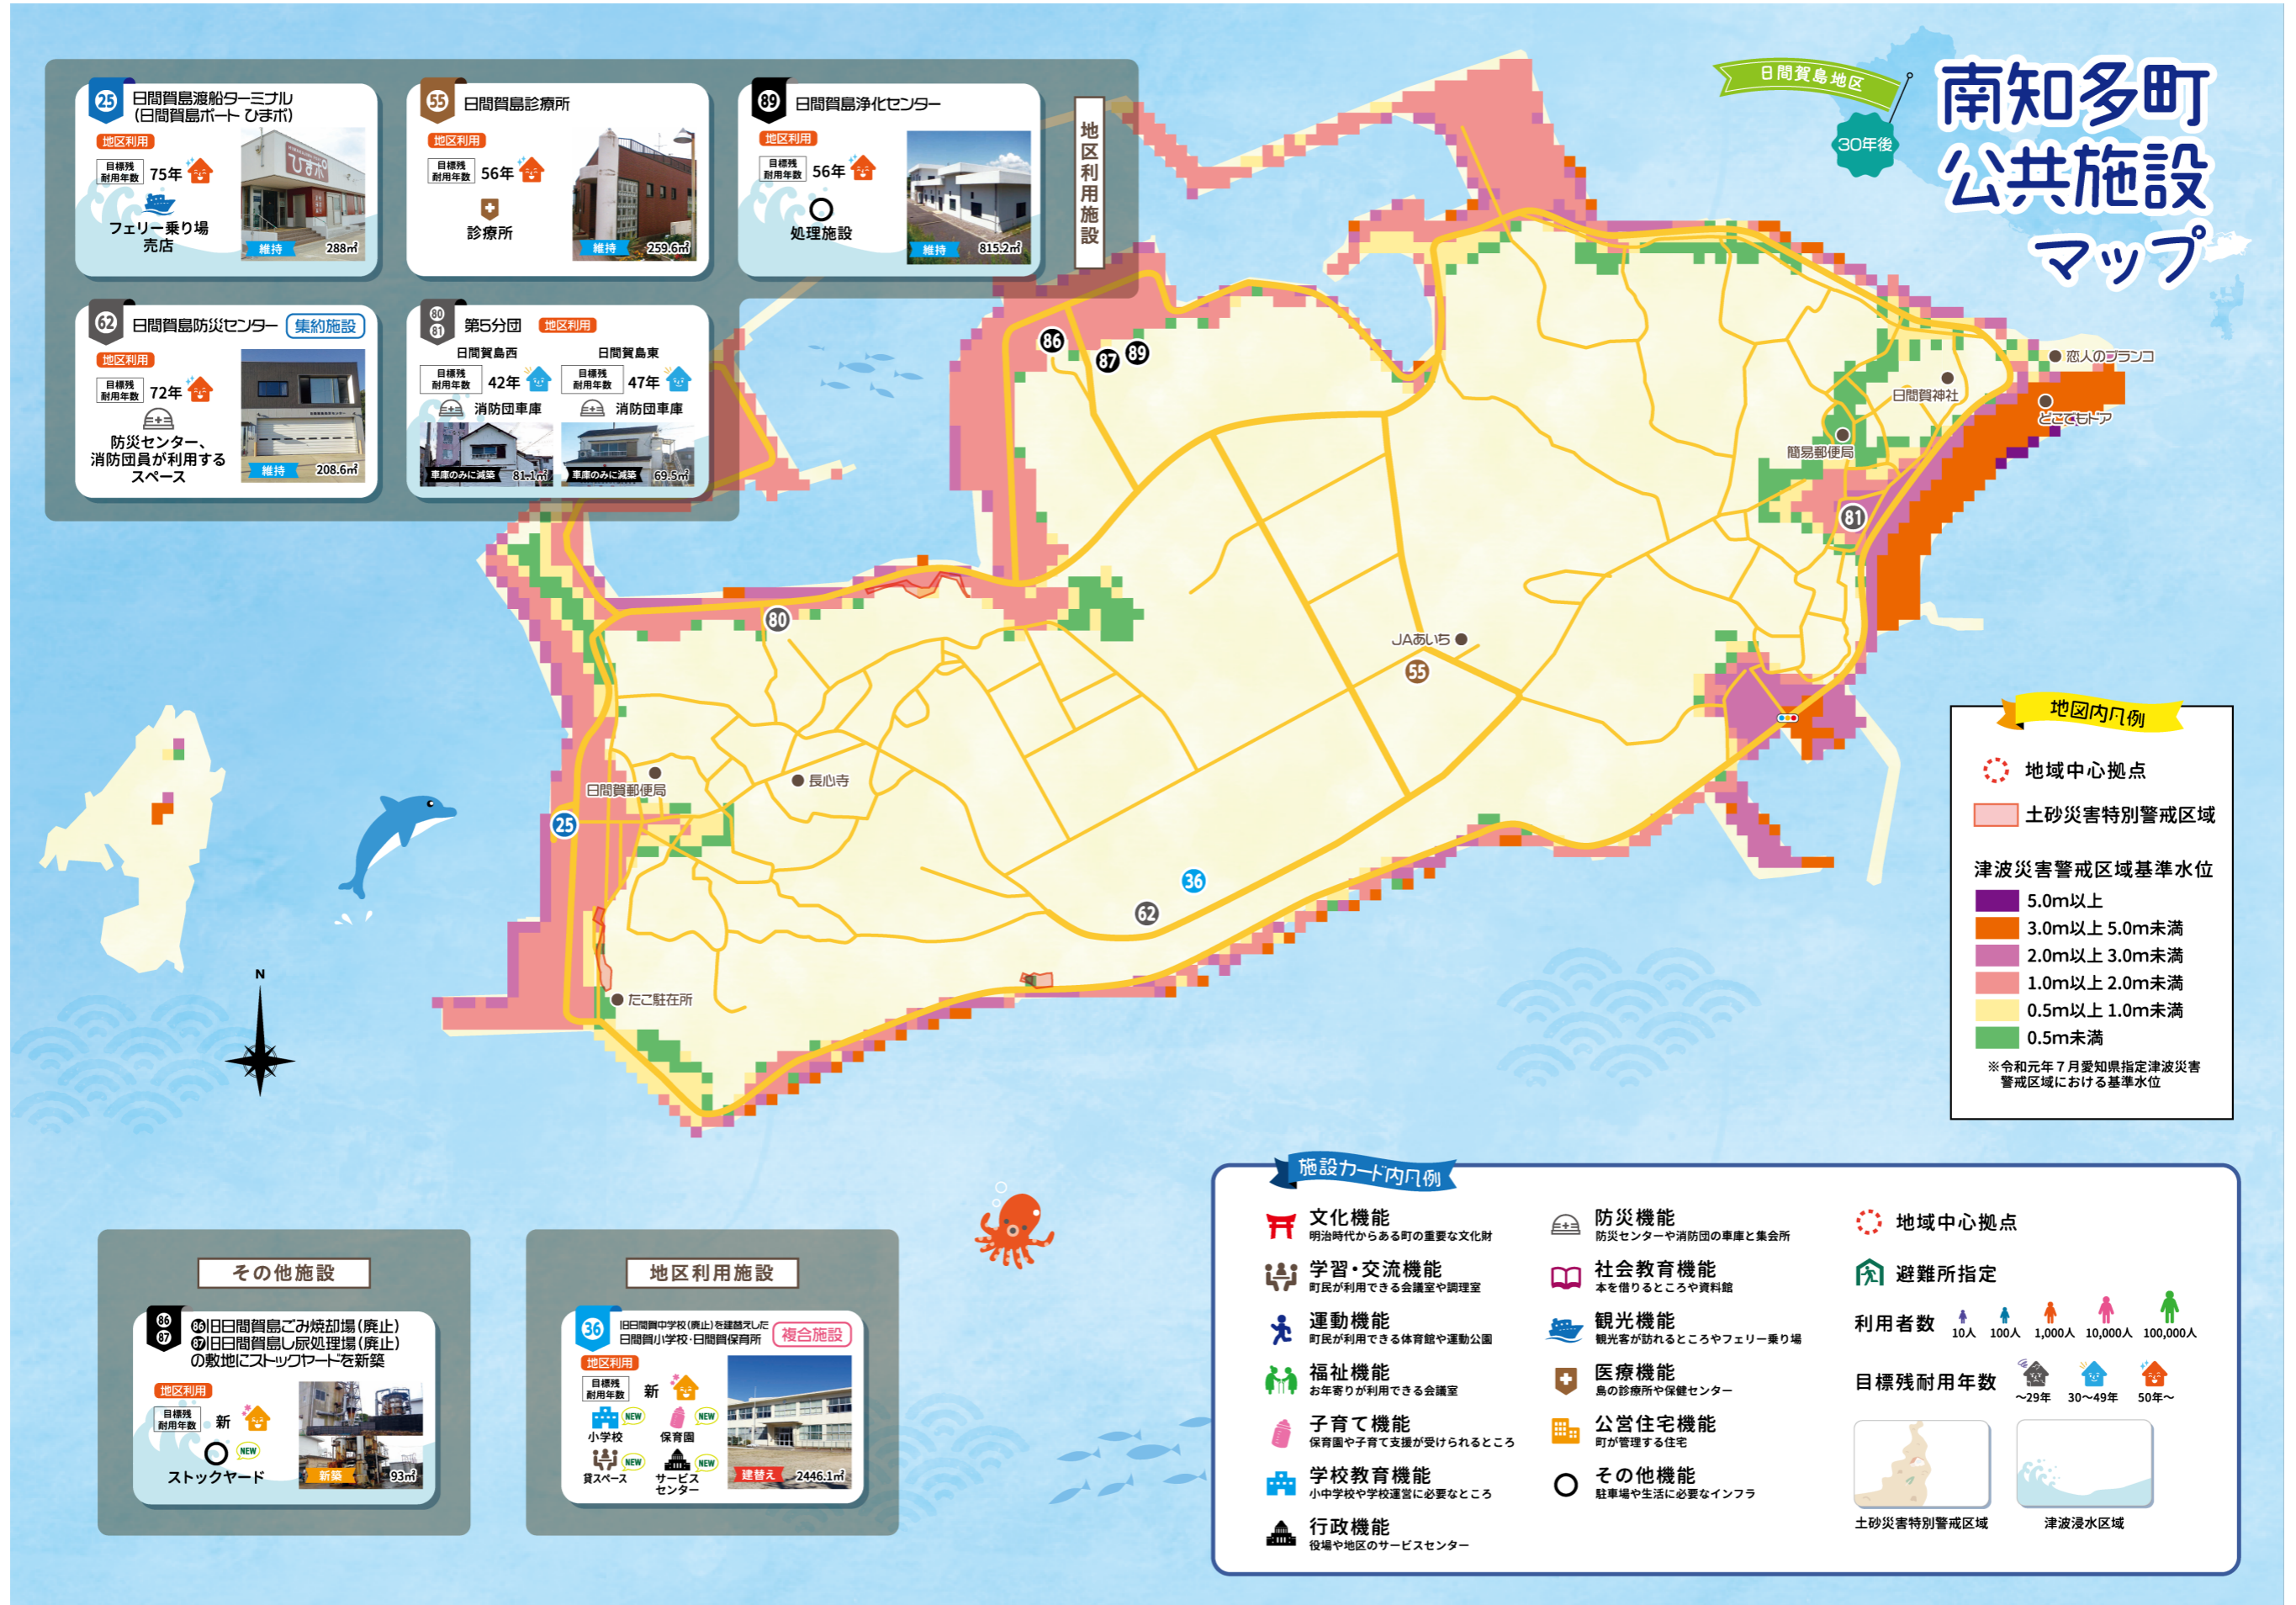 日間賀島地区
30年後
南知多町
公共施設
マップ
地区利用施設
25
日間賀島渡船ターミナル
(日間賀島ポート ひまポ)
地区利用
目標残
耐用年数
75年
フェリー乗り場
売店
ひまポ
維持
288㎡
55
日間賀島診療所
地区利用
目標残
耐用年数
56年
診療所
維持
259.6㎡
89
日間賀島浄化センター
地区利用
目標残
耐用年数
56年
処理施設
維持
815.2㎡
62
日間賀島防災センター
集約施設
地区利用
目標残
耐用年数
72年
防災センター、
消防団員が利用する
スペース
維持
208.6㎡
80
81
第5分団
地区利用
日間賀島西
目標残
耐用年数
42年
消防団車庫
車庫のみに減築
81.1㎡
日間賀島東
目標残
耐用年数
47年
消防団車庫
車庫のみに減築
69.5㎡
86
87
89
恋人のブランコ
日間賀神社
どこでもドア
簡易郵便局
81
80
JAあいち
55
日間賀郵便局
長心寺
25
36
62
たこ駐在所
N
地図内凡例
地域中心拠点
土砂災害特別警戒区域
津波災害警戒区域基準水位
5.0m以上
3.0m以上 5.0m未満
2.0m以上 3.0m未満
1.0m以上 2.0m未満
0.5m以上 1.0m未満
0.5m未満
※令和元年7月愛知県指定津波災害
警戒区域における基準水位
その他施設
86
87
86旧日間賀島ごみ焼却場(廃止)
87旧日間賀島し尿処理場(廃止)
の敷地にストックヤードを新築
地区利用
目標残
耐用年数
新
NEW
ストックヤード
新築
93㎡
地区利用施設
36
旧日間賀中学校(廃止)を建替えした
日間賀小学校・日間賀保育所
複合施設
地区利用
目標残
耐用年数
新
NEW
NEW
小学校
保育園
NEW
NEW
貸スペース
サービス
センター
建替え
2446.1㎡
施設カード内凡例
文化機能
明治時代からある町の重要な文化財
学習・交流機能
町民が利用できる会議室や調理室
運動機能
町民が利用できる体育館や運動公園
福祉機能
お年寄りが利用できる会議室
子育て機能
保育園や子育て支援が受けられるところ
学校教育機能
小中学校や学校運営に必要なところ
行政機能
役場や地区のサービスセンター
防災機能
防災センターや消防団の車庫と集会所
社会教育機能
本を借りるところや資料館
観光機能
観光客が訪れるところやフェリー乗り場
医療機能
島の診療所や保健センター
公営住宅機能
町が管理する住宅
その他機能
駐車場や生活に必要なインフラ
地域中心拠点
避難所指定
利用者数
10人 100人 1,000人 10,000人 100,000人
目標残耐用年数
～29年 30～49年 50年～
土砂災害特別警戒区域
津波浸水区域